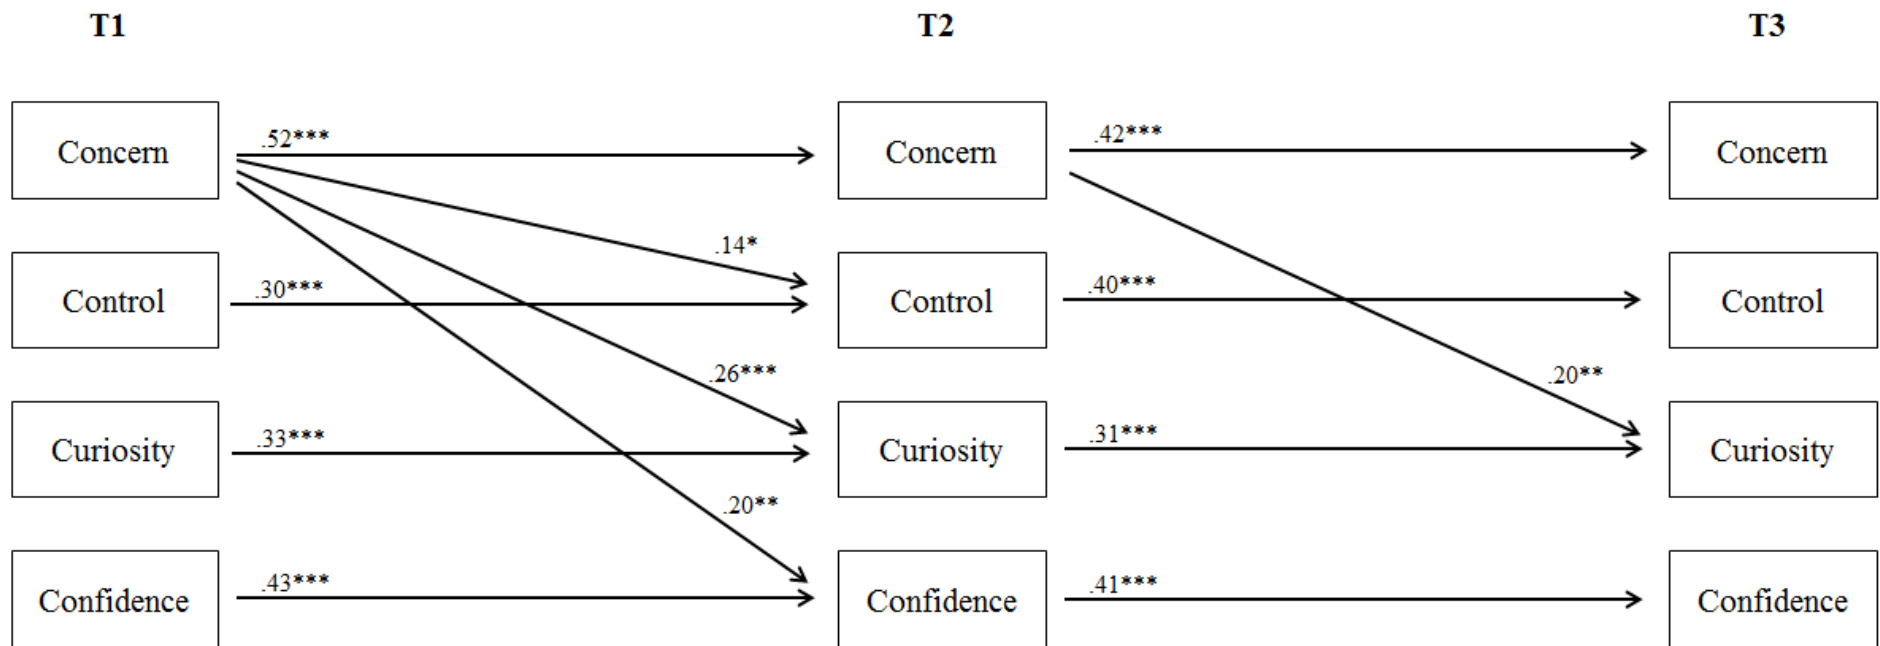 T1 T2 T3
.52*** .42***
Concern Concern Concern
.14*
.30*** .40***
Control Control Control
.26*** .20**
.33*** .31***
Curiosity Curiosity Curiosity
.20**
.43*** .41***
Confidence Confidence Confidence